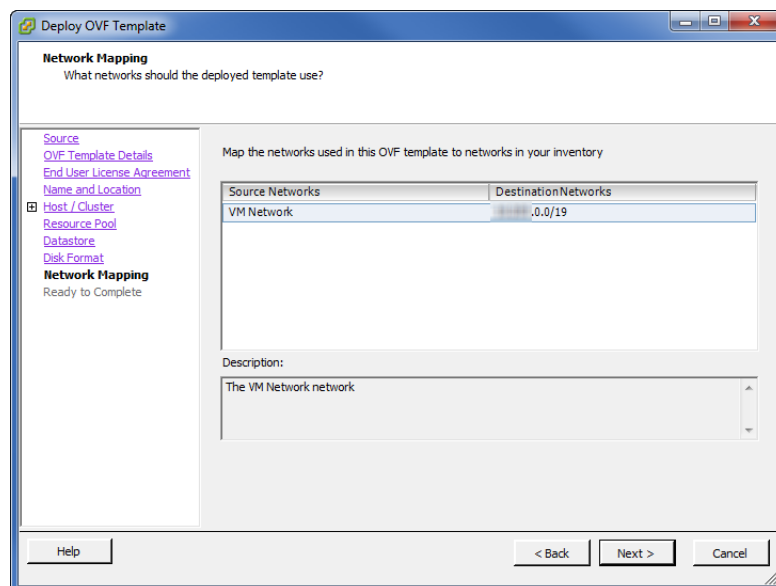 Deploy OVF Template
Network Mapping
What networks should the deployed template use?
Source
OVF Template Details
End User License Agreement
Name and Location
Host / Cluster
Resource Pool
Datastore
Disk Format
Network Mapping
Ready to Complete
Map the networks used in this OVF template to networks in your inventory
Source Networks DestinationNetworks
VM Network .0.0/19
Description:
The VM Network network
Help < Back Next > Cancel